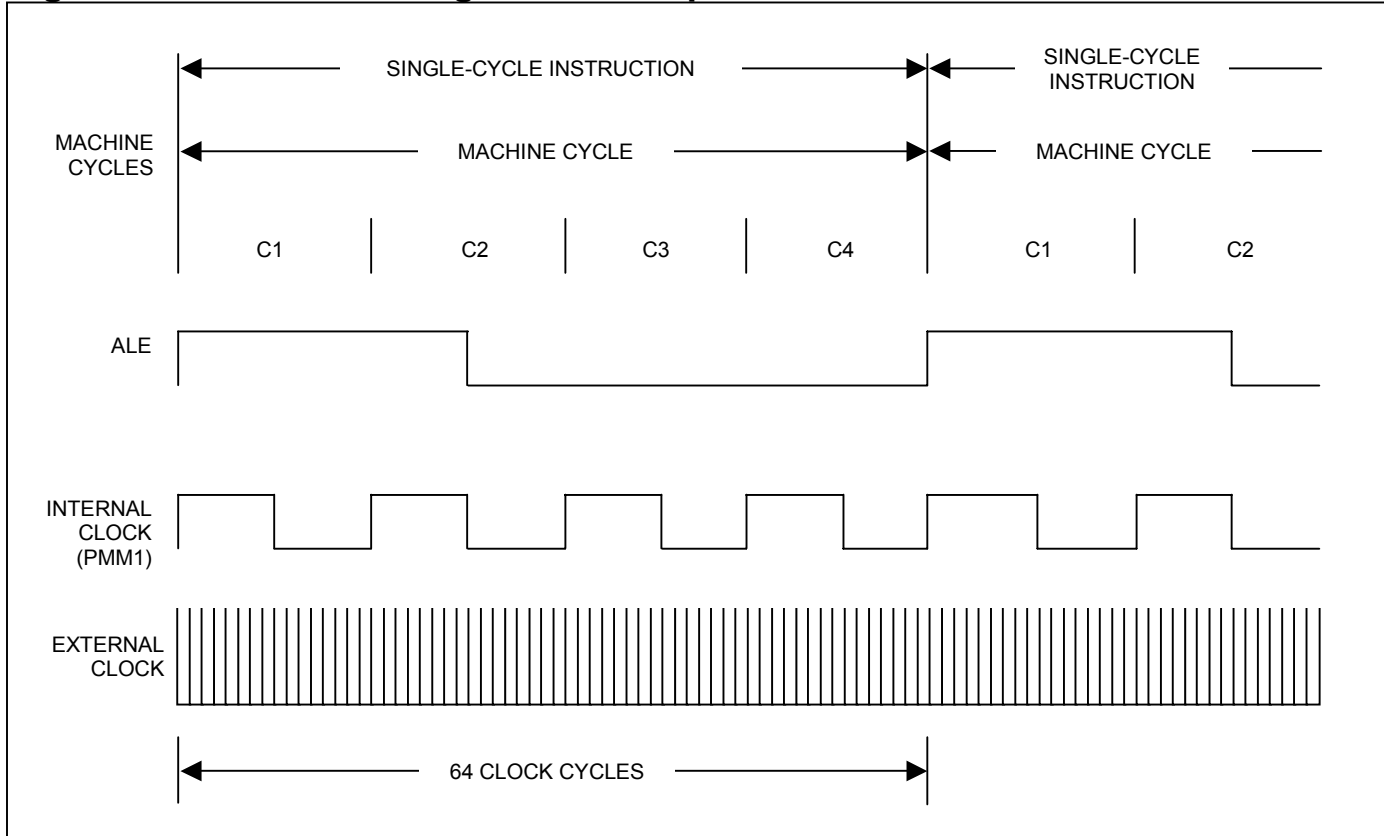 SINGLE-CYCLE INSTRUCTION
SINGLE-CYCLE
INSTRUCTION
MACHINE
CYCLES
MACHINE CYCLE
MACHINE CYCLE
C1
C2
C3
C4
C1
C2
ALE
INTERNAL
CLOCK
(PMM1)
EXTERNAL
CLOCK
64 CLOCK CYCLES